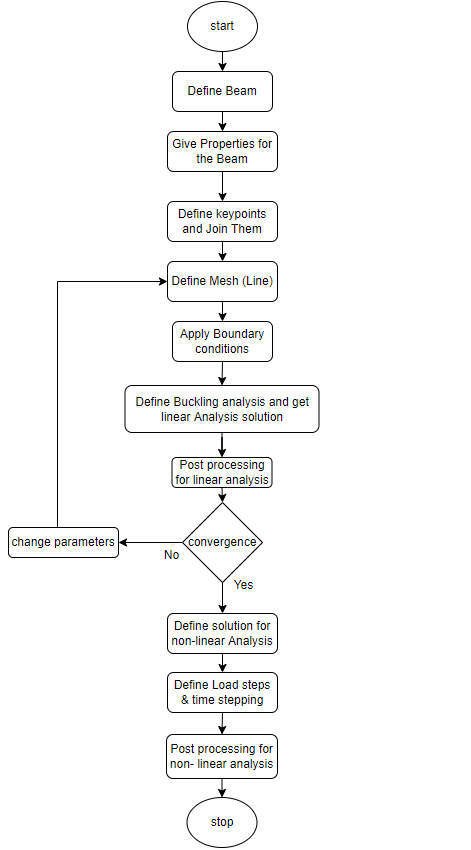 start
Define Beam
Give Properties for
the Beam
Define keypoints
and Join Them
Define Mesh (Line)
Apply Boundary
conditions
Define Buckling analysis and get
linear Analysis solution
Post processing
for linear analysis
convergence
change parameters
No
Yes
Define solution for
non-linear Analysis
Define Load steps
& time stepping
Post processing for
non- linear analysis
stop